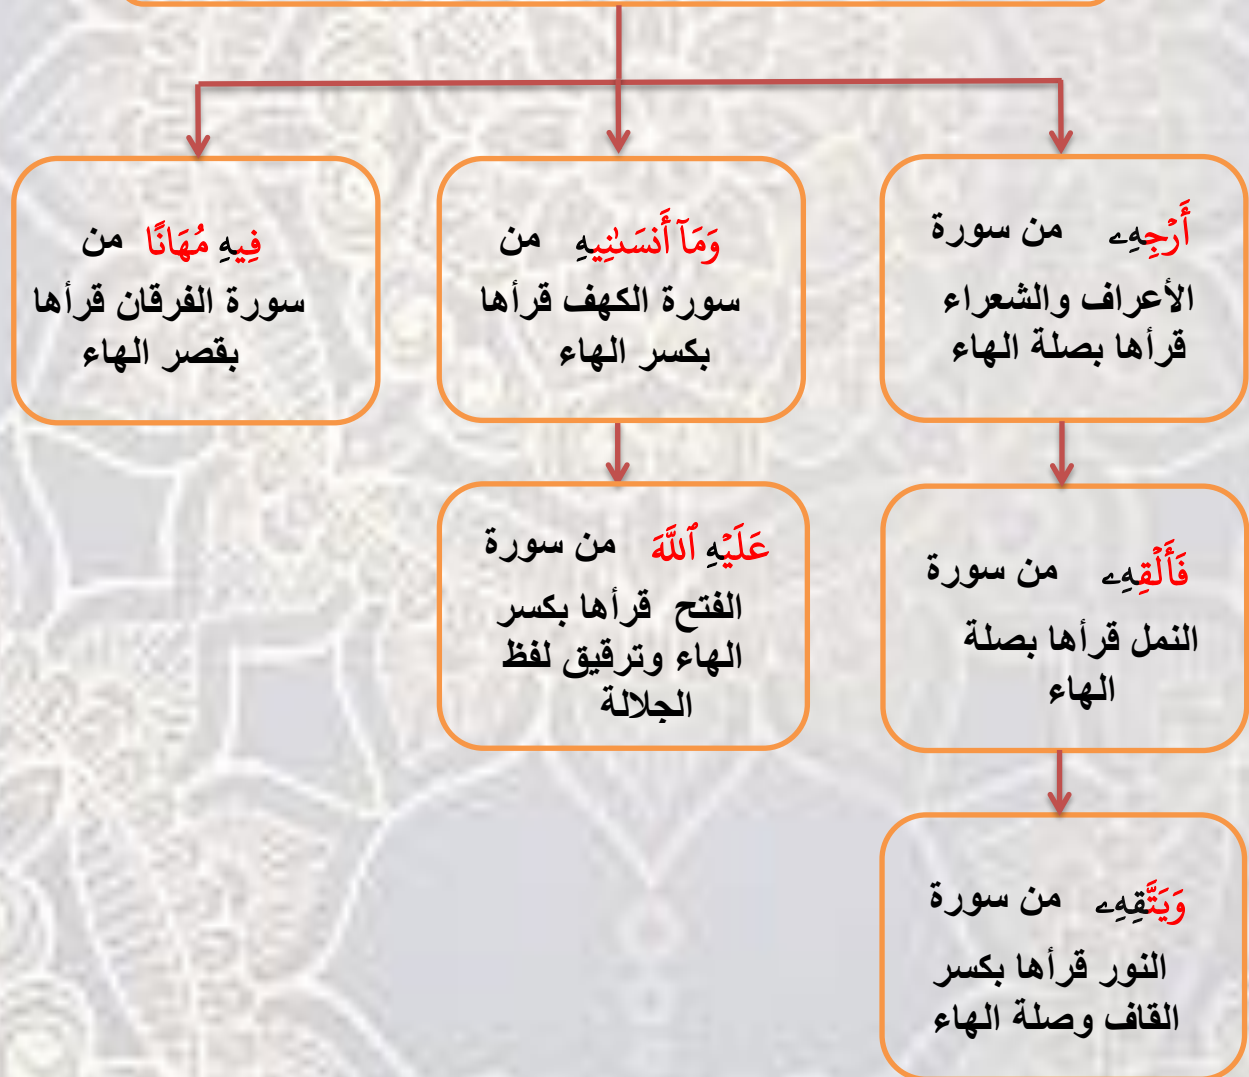 أَرۡجِهِۦ من سورة
الأعراف والشعراء
قرأها بصلة الهاء
وَمَآ أَنسَىٰنِيهِ من
سورة الكهف قرأها
بكسر الهاء
فِيهِ مُهَانًا من
سورة الفرقان قرأها
بقصر الهاء
فَأَلۡقِهِۦ من سورة
النمل قرأها بصلة
الهاء
عَلَيۡهِ ٱللَّهَ من سورة
الفتح قرأها بكسر
الهاء وترقيق لفظ
الجلالة
وَيَتَّقِهِۦ من سورة
النور قرأها بكسر
القاف وصلة الهاء